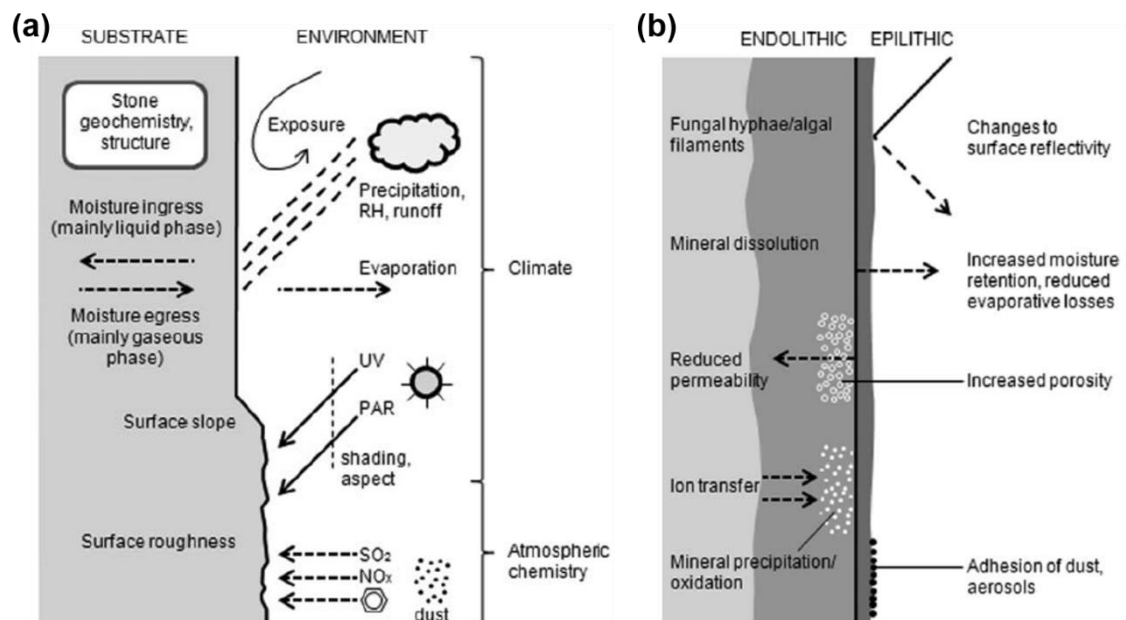 (a)
SUBSTRATE
ENVIRONMENT
Stone
geochemistry,
structure
Exposure
Precipitation,
RH, runoff
Moisture ingress
(mainly liquid phase)
Evaporation
Climate
Moisture egress
(mainly gaseous
phase)
UV
PAR
Surface slope
shading,
aspect
Surface roughness
SO2
NOx
dust
Atmospheric
chemistry
(b)
ENDOLITHIC
EPILITHIC
Fungal hyphae/algal
filaments
Changes to
surface reflectivity
Mineral dissolution
Increased moisture
retention, reduced
evaporative losses
Reduced
permeability
Increased porosity
Ion transfer
Mineral precipitation/
oxidation
Adhesion of dust,
aerosols